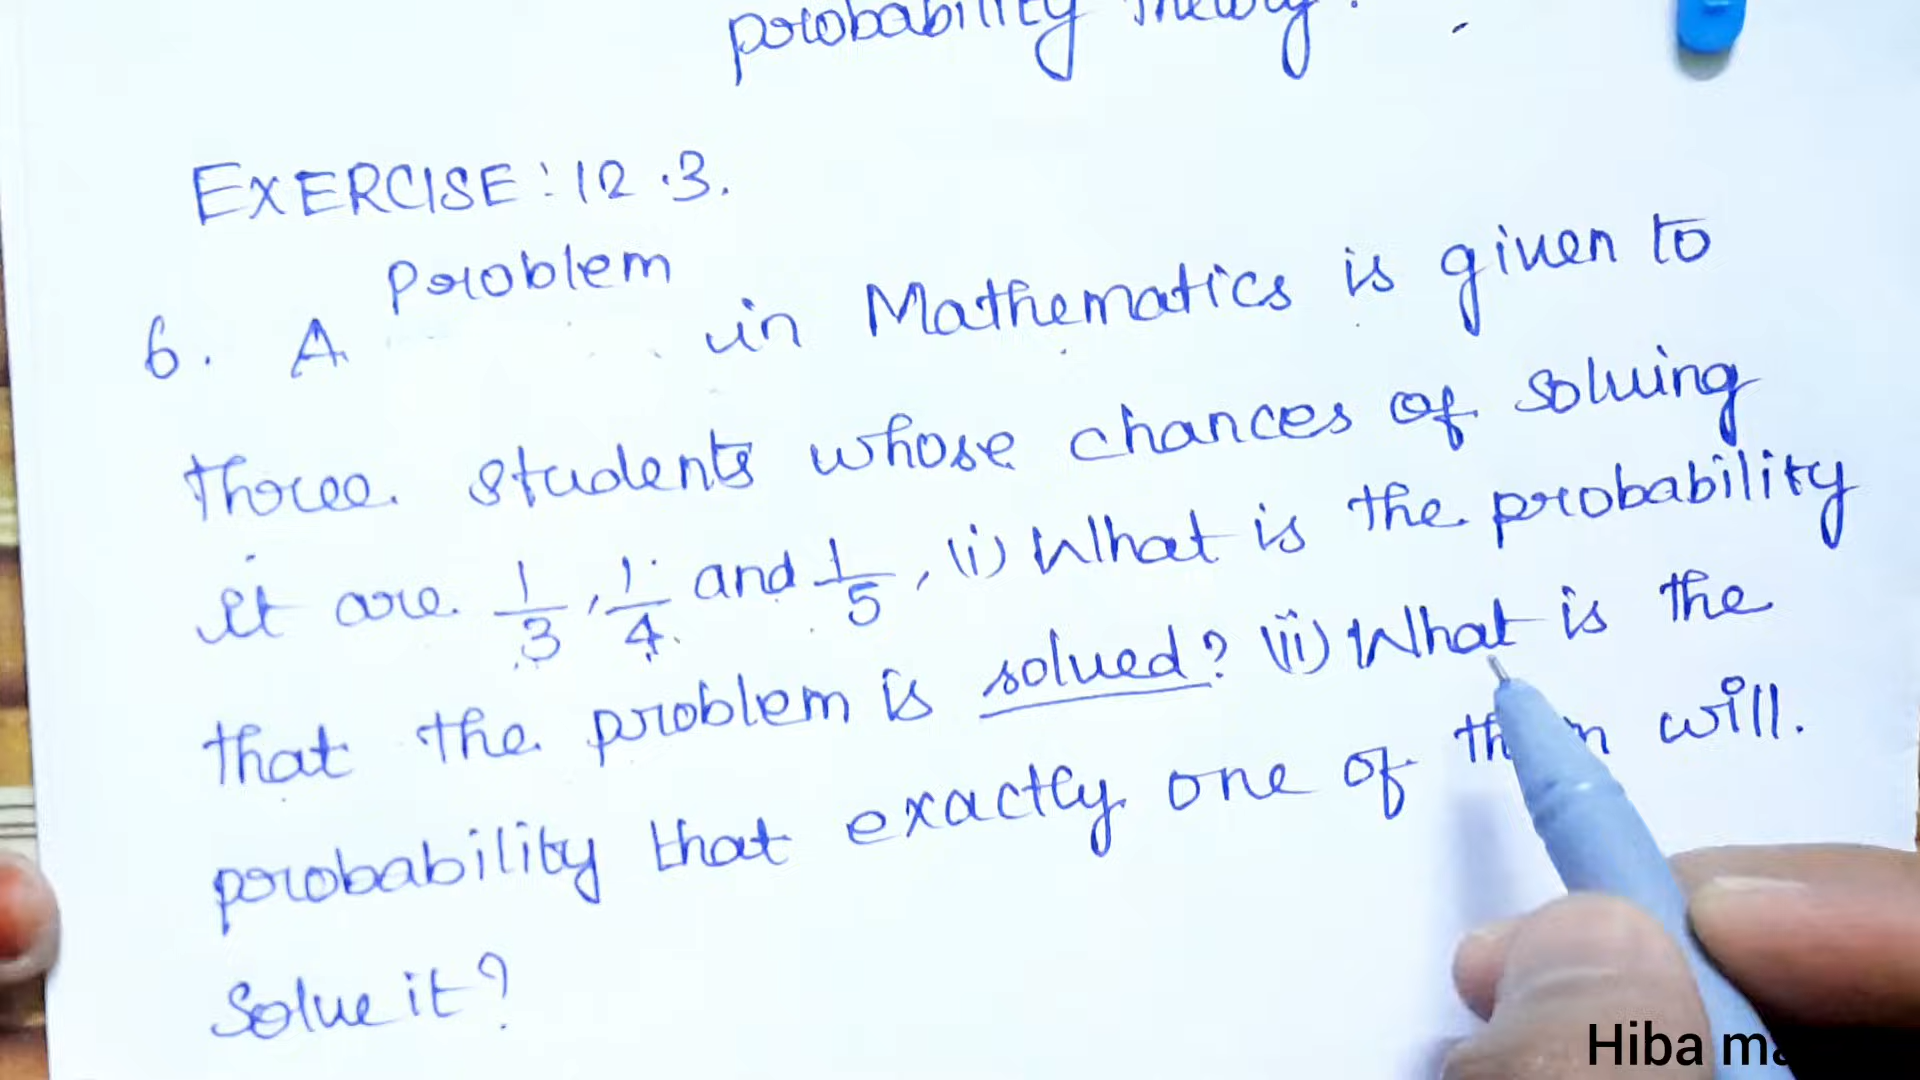 probability theory.
EXERCISE: 12.3.
6. A Problem in Mathematics is given to
three students whose chances of solving
it are 1/3, 1/4 and 1/5, (i) What is the probability
that the problem is solved? (ii) What is the
probability that exactly one of them will.
Solve it?
Hiba